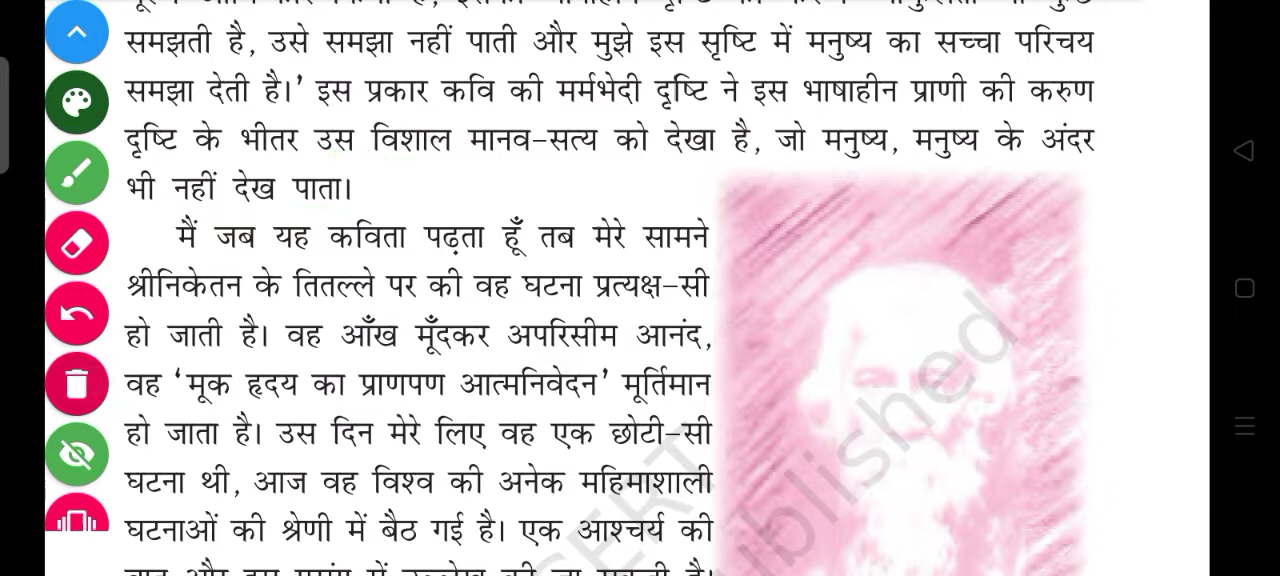 समझती है, उसे समझा नहीं पाती और मुझे इस सृष्टि में मनुष्य का सच्चा परिचय
समझा देती है।' इस प्रकार कवि की मर्मभेदी दृष्टि ने इस भाषाहीन प्राणी की करुण
दृष्टि के भीतर उस विशाल मानव-सत्य को देखा है, जो मनुष्य, मनुष्य के अंदर
भी नहीं देख पाता।
मैं जब यह कविता पढ़ता हूँ तब मेरे सामने
श्रीनिकेतन के तितल्ले पर की वह घटना प्रत्यक्ष-सी
हो जाती है। वह आँख मूँदकर अपरिसीम आनंद,
वह 'मूक हृदय का प्राणपण आत्मनिवेदन' मूर्तिमान
हो जाता है। उस दिन मेरे लिए वह एक छोटी-सी
घटना थी, आज वह विश्व की अनेक महिमाशाली
घटनाओं की श्रेणी में बैठ गई है। एक आश्चर्य की